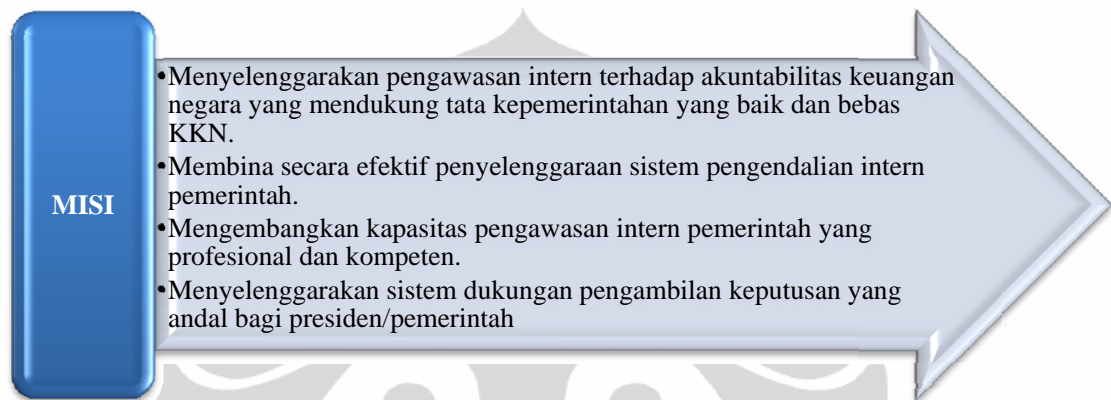 MISI
•Menyelenggarakan pengawasan intern terhadap akuntabilitas keuangan
negara yang mendukung tata kepemerintahan yang baik dan bebas
KKN.
•Membina secara efektif penyelenggaraan sistem pengendalian intern
pemerintah.
•Mengembangkan kapasitas pengawasan intern pemerintah yang
profesional dan kompeten.
•Menyelenggarakan sistem dukungan pengambilan keputusan yang
andal bagi presiden/pemerintah